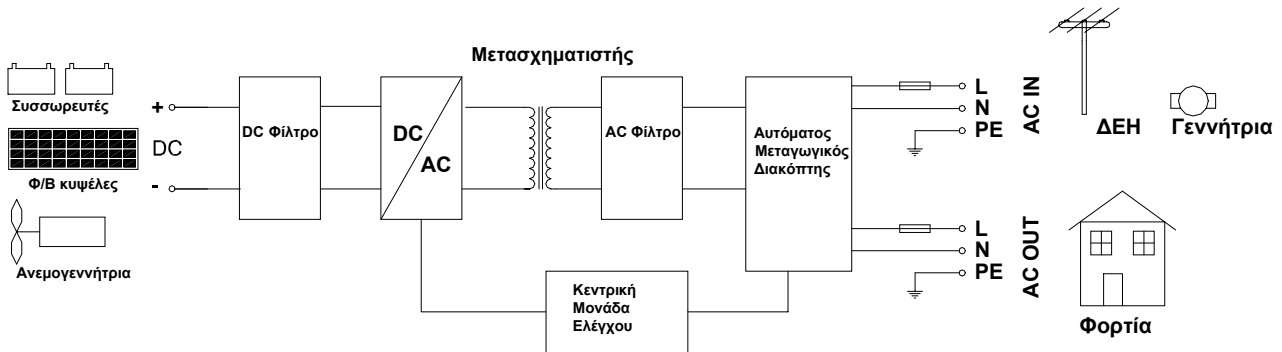 Μετασχηματιστής
Συσσωρευτές
+
DC
-
Φ/Β κυψέλες
Ανεμογεννήτρια
DC Φίλτρο
DC
AC
AC Φίλτρο
Αυτόματος
Μεταγωγικός
Διακόπτης
Κεντρική
Μονάδα
Ελέγχου
L
N
PE
AC IN
ΔΕΗ
Γεννήτρια
L
N
PE
AC OUT
Φορτία